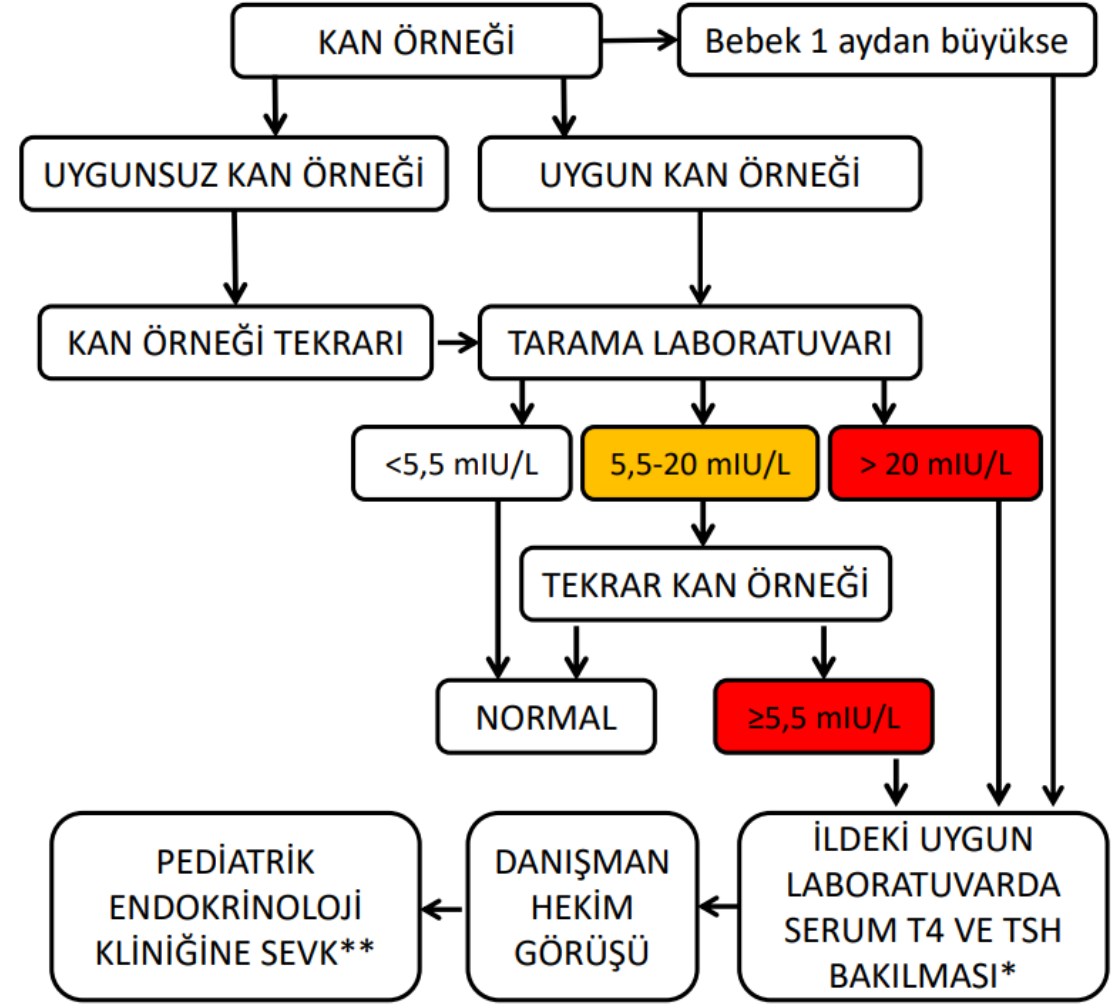 KAN ÖRNEĞİ
Bebek 1 aydan büyükse
UYGUNSUZ KAN ÖRNEĞİ
UYGUN KAN ÖRNEĞİ
KAN ÖRNEĞİ TEKRARI
TARAMA LABORATUVARI
<5,5 mIU/L
5,5-20 mIU/L
> 20 mIU/L
TEKRAR KAN ÖRNEĞİ
NORMAL
≥5,5 mIU/L
PEDİATRİK
ENDOKRİNOLOJİ
KLİNİĞİNE SEVK**
DANIŞMAN
HEKİM
GÖRÜŞÜ
İLDEKİ UYGUN
LABORATUVARDA
SERUM T4 VE TSH
BAKILMASI*